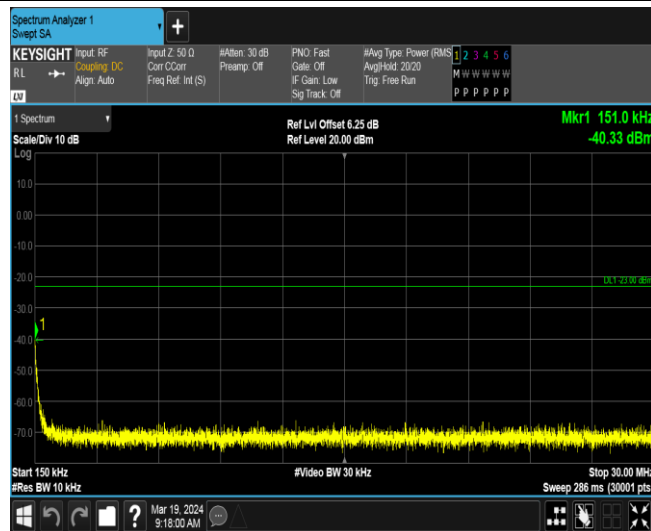 Spectrum Analyzer 1
Swept SA
KEYSIGHT
RL
Input: RF
Coupling: DC
Align: Auto
Input Z: 50 Ω
Corr CCorr
Freq Ref: Int (S)
#Atten: 30 dB
Preamp: Off
PNO: Fast
Gate: Off
IF Gain: Low
Sig Track: Off
#Avg Type: Power (RMS
Avg|Hold: 20/20
Trig: Free Run
1 2 3 4 5 6
M W W W W W
P P P P P P
1 Spectrum
Scale/Div 10 dB
Ref Lvl Offset 6.25 dB
Ref Level 20.00 dBm
Mkr1 151.0 kHz
-40.33 dBm
Log
10.0
0.00
-10.0
-20.0
DL1 -23.00 dBm
-30.0
1
-40.0
-50.0
-60.0
-70.0
Start 150 kHz
#Video BW 30 kHz
Stop 30.00 MHz
#Res BW 10 kHz
Sweep 286 ms (30001 pts
?
Mar 19, 2024
9:18:00 AM